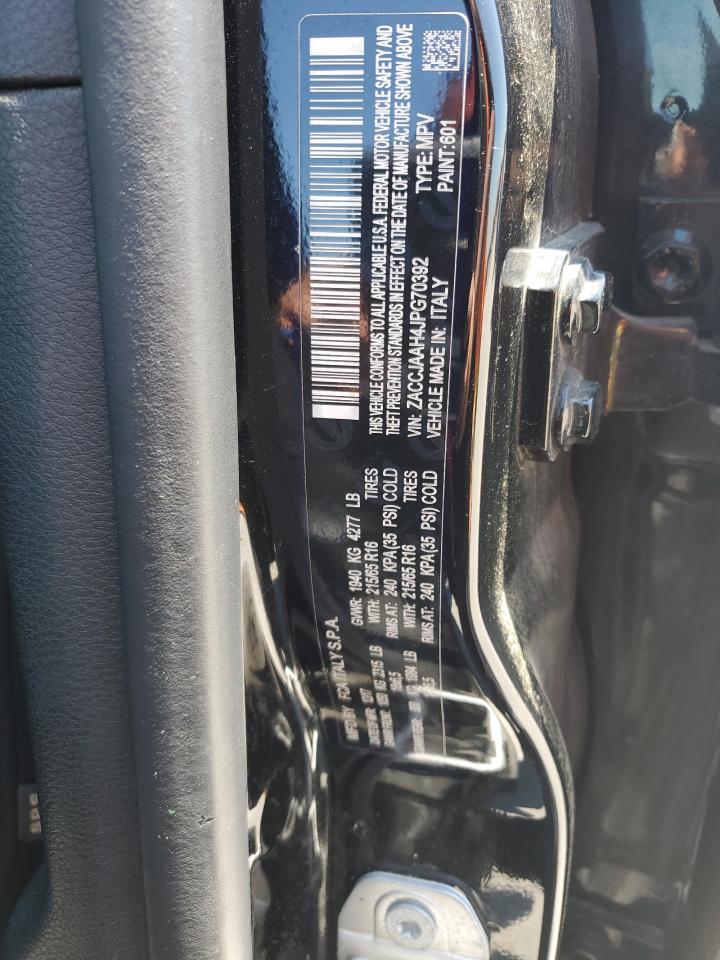 MFD BY FCA ITALY S.P.A.
GVWR: 1940 KG 4277 LB
WITH: 215/65 R16 TIRES
RIMS AT: 240 KPA(35 PSI) COLD
WITH: 215/65 R16 TIRES
RIMS AT: 240 KPA(35 PSI) COLD
THIS VEHICLE CONFORMS TO ALL APPLICABLE U.S.A. FEDERAL MOTOR VEHICLE SAFETY AND
THEFT PREVENTION STANDARDS IN EFFECT ON THE DATE OF MANUFACTURE SHOWN ABOVE
VIN: ZACCJAAH4JPG70392 TYPE: MPV
VEHICLE MADE IN: ITALY PAINT:601